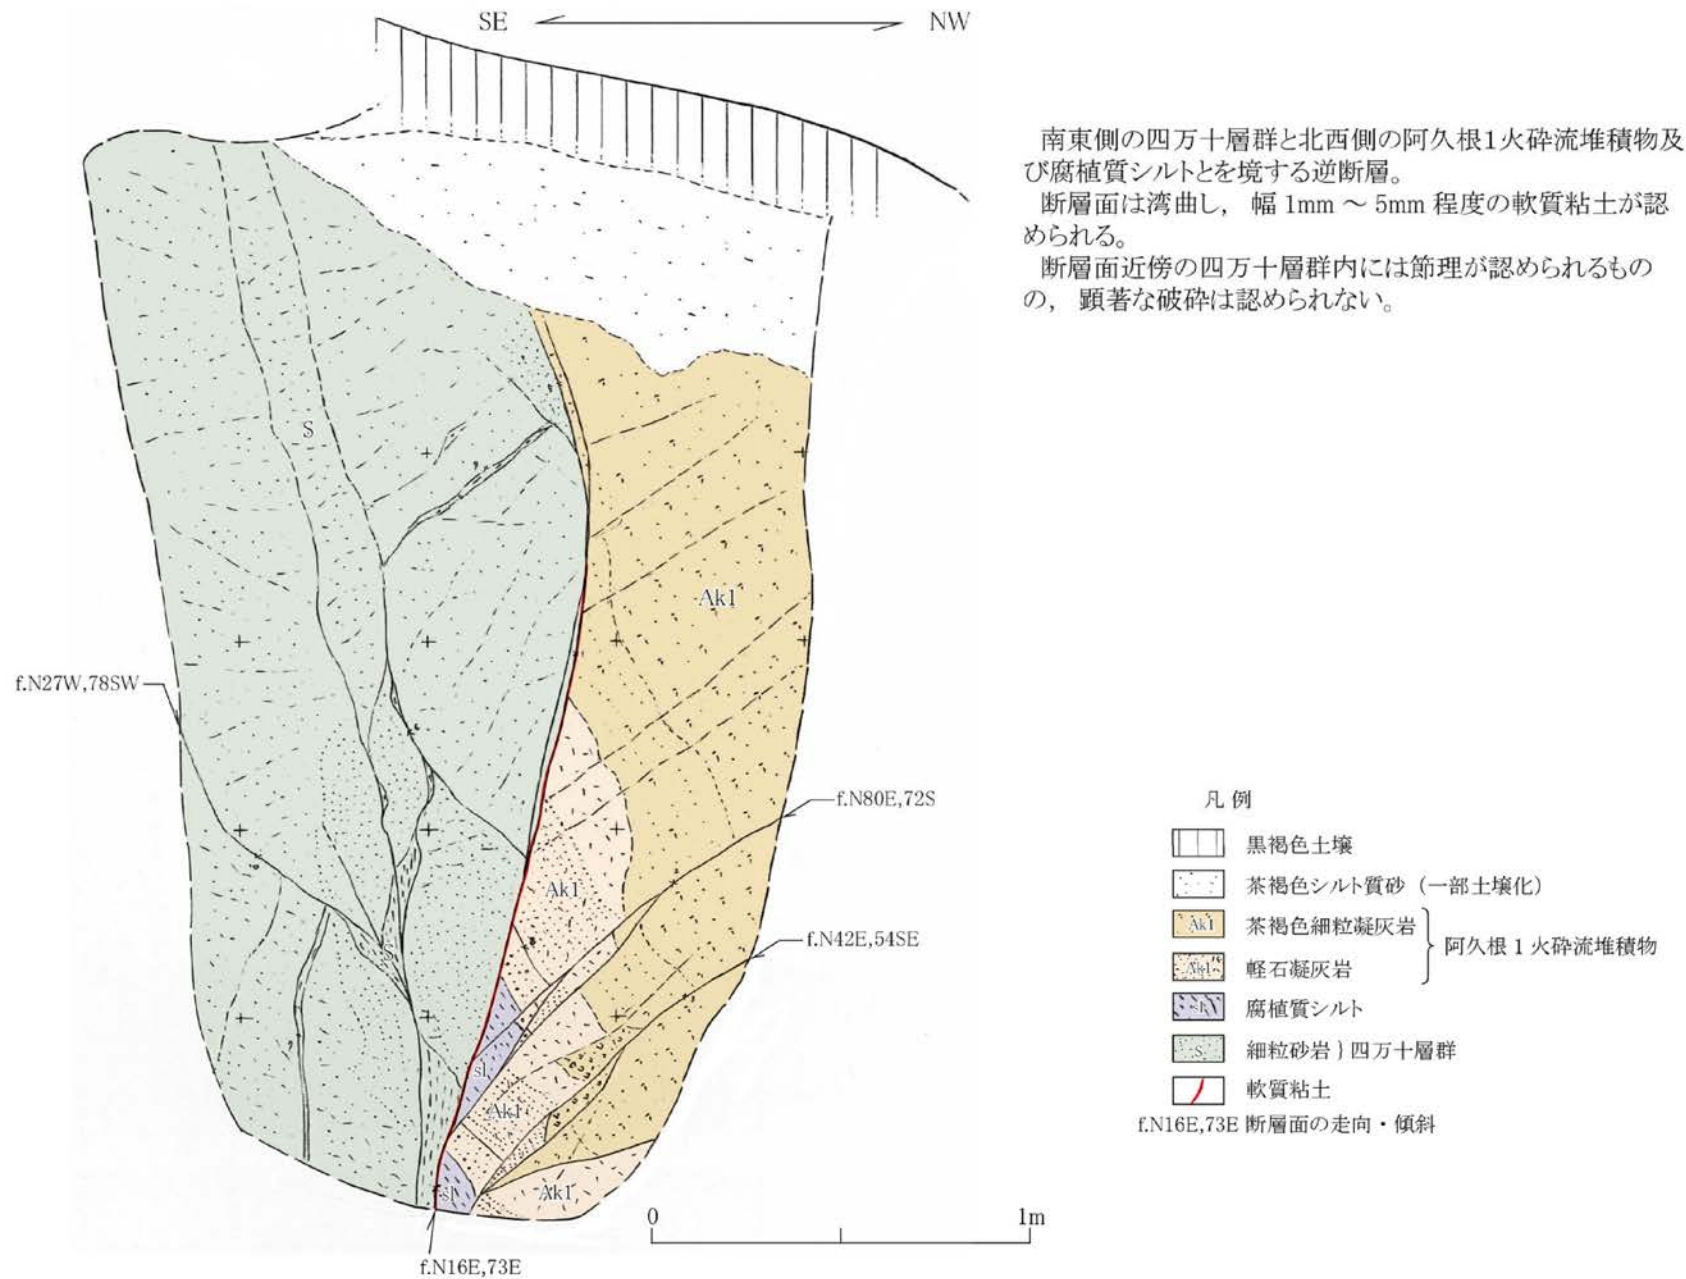 SE
NW
南東側の四万十層群と北西側の阿久根1火砕流堆積物及
び腐植質シルトとを境する逆断層。
断層面は湾曲し,幅 1mm ～ 5mm 程度の軟質粘土が認
められる。
断層面近傍の四万十層群内には節理が認められるもの
の,顕著な破砕は認められない。
S
Ak1
f.N27W,78SW
f.N80E,72S
Ak1
f.N42E,54SE
sl
Ak1
sl
Ak1
f.N16E,73E
0
1m
凡 例
黒褐色土壌
茶褐色シルト質砂（一部土壌化）
Ak1 茶褐色細粒凝灰岩
Ak1 軽石凝灰岩
阿久根 1 火砕流堆積物
sl 腐植質シルト
S 細粒砂岩 } 四万十層群
軟質粘土
f.N16E,73E 断層面の走向・傾斜